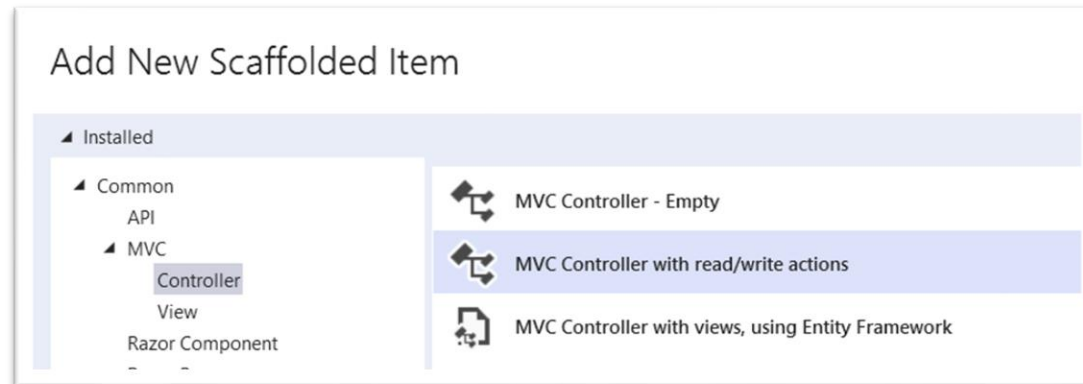 Add New Scaffolded Item
Installed
Common
API
MVC
Controller
View
Razor Component
MVC Controller - Empty
MVC Controller with read/write actions
MVC Controller with views, using Entity Framework